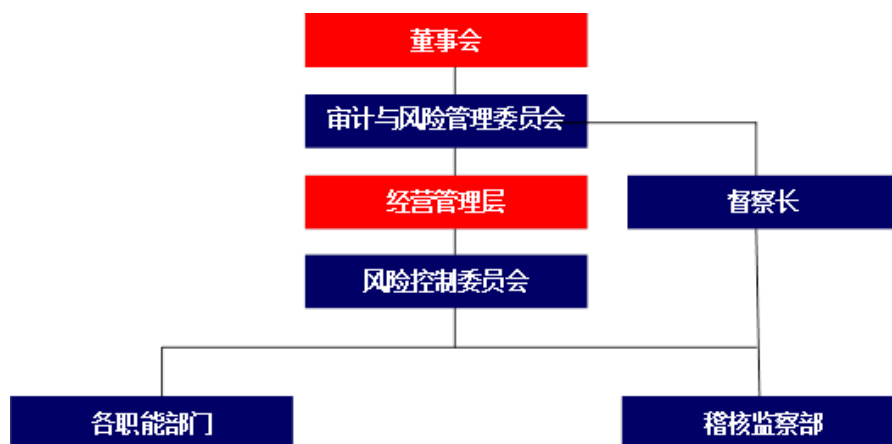 董事会
审计与风险管理委员会
经营管理层
督察长
风险控制委员会
各职能部门
稽核监察部